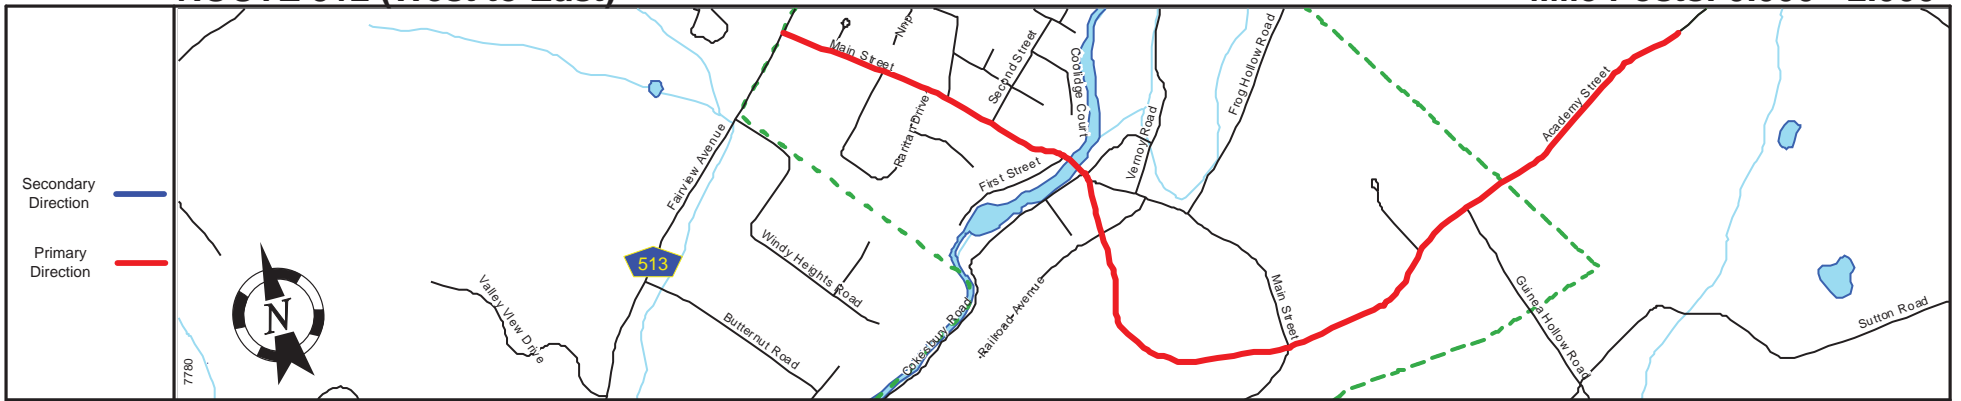 Secondary
Direction
Primary
Direction
7780
N
513
Fairview Avenue
Valley View Drive
Butternut Road
Windy Heights Road
Main Street
Raritan Drive
Second Street
Coolidge Court
First Street
Cokesbury Road
Railroad Avenue
Vernoy Road
Frog Hollow Road
Main Street
Academy Street
Guinea Hollow Road
Sutton Road